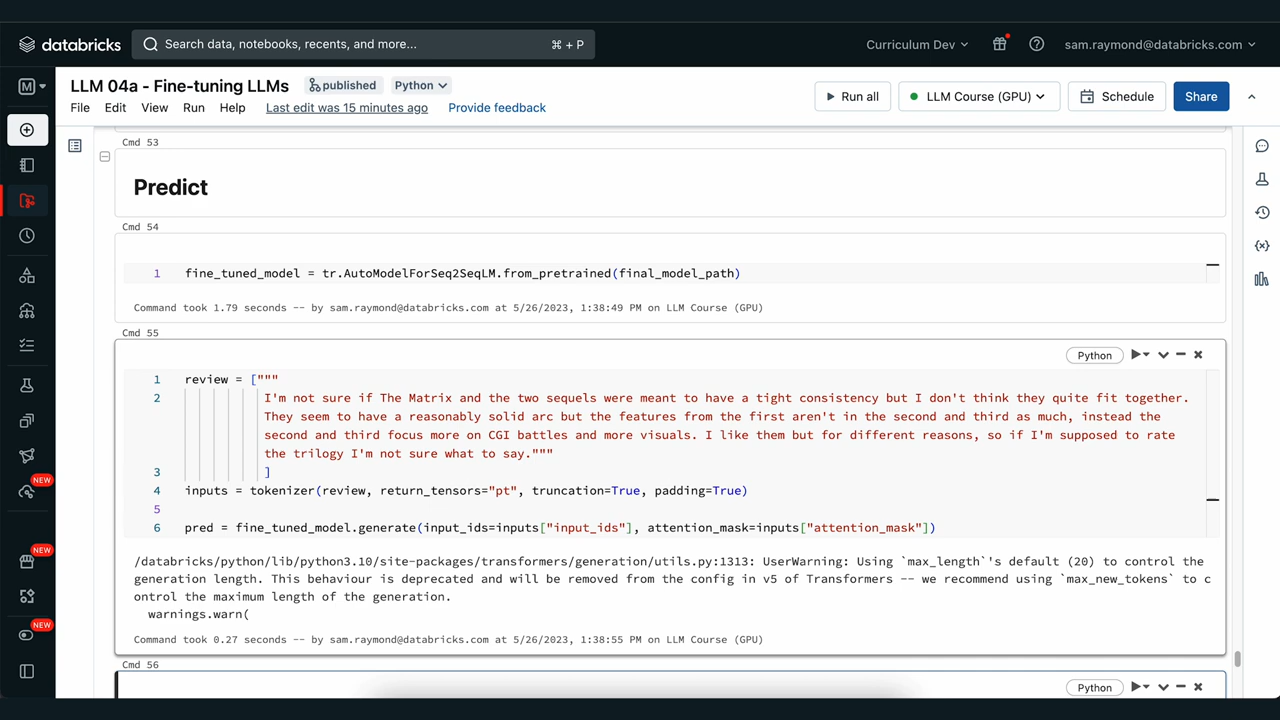 databricks
Search data, notebooks, recents, and more...
⌘ + P
Curriculum Dev
sam.raymond@databricks.com
M
LLM 04a - Fine-tuning LLMs
published
Python
File Edit View Run Help
Last edit was 15 minutes ago
Provide feedback
Run all
LLM Course (GPU)
Schedule
Share
Cmd 53
Predict
Cmd 54
1 fine_tuned_model = tr.AutoModelForSeq2SeqLM.from_pretrained(final_model_path)
Command took 1.79 seconds -- by sam.raymond@databricks.com at 5/26/2023, 1:38:49 PM on LLM Course (GPU)
Cmd 55
Python
1 review = ["""
2 I'm not sure if The Matrix and the two sequels were meant to have a tight consistency but I don't think they quite fit together.
They seem to have a reasonably solid arc but the features from the first aren't in the second and third as much, instead the
second and third focus more on CGI battles and more visuals. I like them but for different reasons, so if I'm supposed to rate
the trilogy I'm not sure what to say."""
3 ]
4 inputs = tokenizer(review, return_tensors="pt", truncation=True, padding=True)
5
6 pred = fine_tuned_model.generate(input_ids=inputs["input_ids"], attention_mask=inputs["attention_mask"])
/databricks/python/lib/python3.10/site-packages/transformers/generation/utils.py:1313: UserWarning: Using `max_length`'s default (20) to control the
generation length. This behaviour is deprecated and will be removed from the config in v5 of Transformers -- we recommend using `max_new_tokens` to c
ontrol the maximum length of the generation.
warnings.warn(
Command took 0.27 seconds -- by sam.raymond@databricks.com at 5/26/2023, 1:38:55 PM on LLM Course (GPU)
Cmd 56
Python
NEW
NEW
NEW